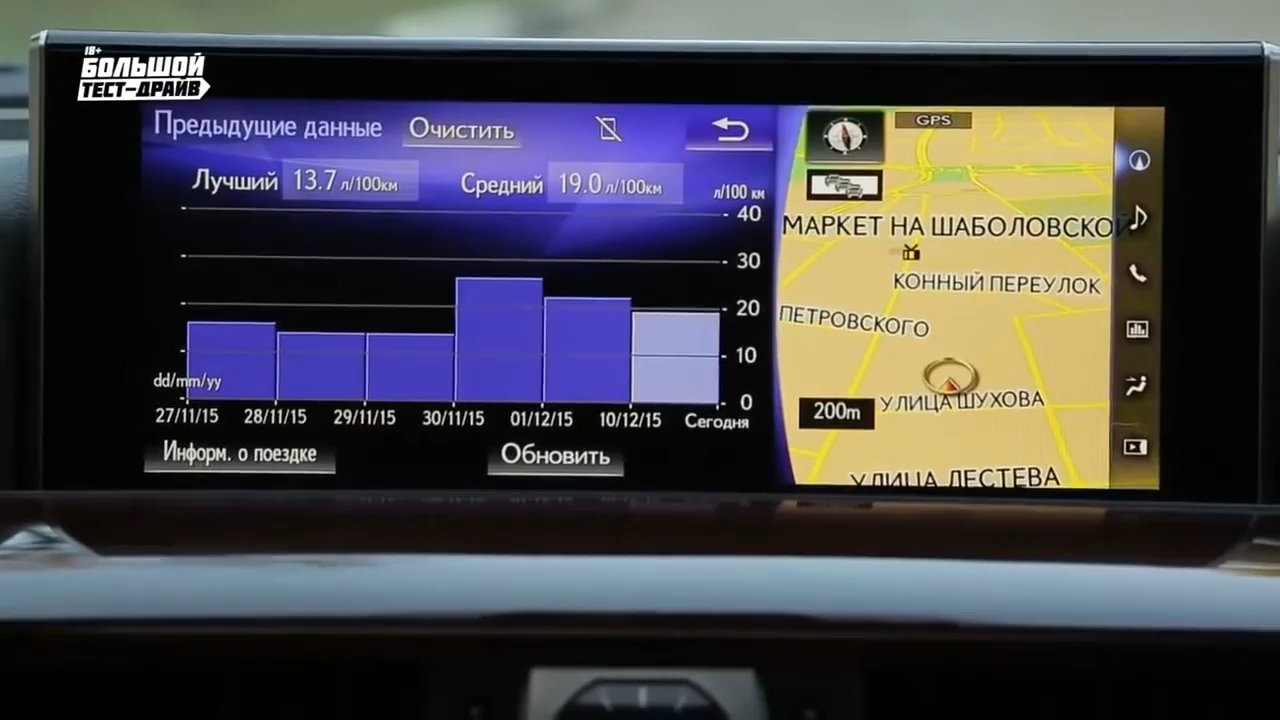 18+
БОЛЬШОЙ
ТЕСТ-ДРАЙВ
Предыдущие данные
Очистить
Лучший 13.7 л/100км
Средний 19.0 л/100км
л/100 км
40
30
20
10
0
dd/mm/yy
27/11/15 28/11/15 29/11/15 30/11/15 01/12/15 10/12/15 Сегодня
Информ. о поездке
Обновить
GPS
МАРКЕТ НА ШАБОЛОВСКОЙ
КОННЫЙ ПЕРЕУЛОК
ПЕТРОВСКОГО
УЛИЦА ШУХОВА
200m
УЛИЦА ЛЕСТЕВА